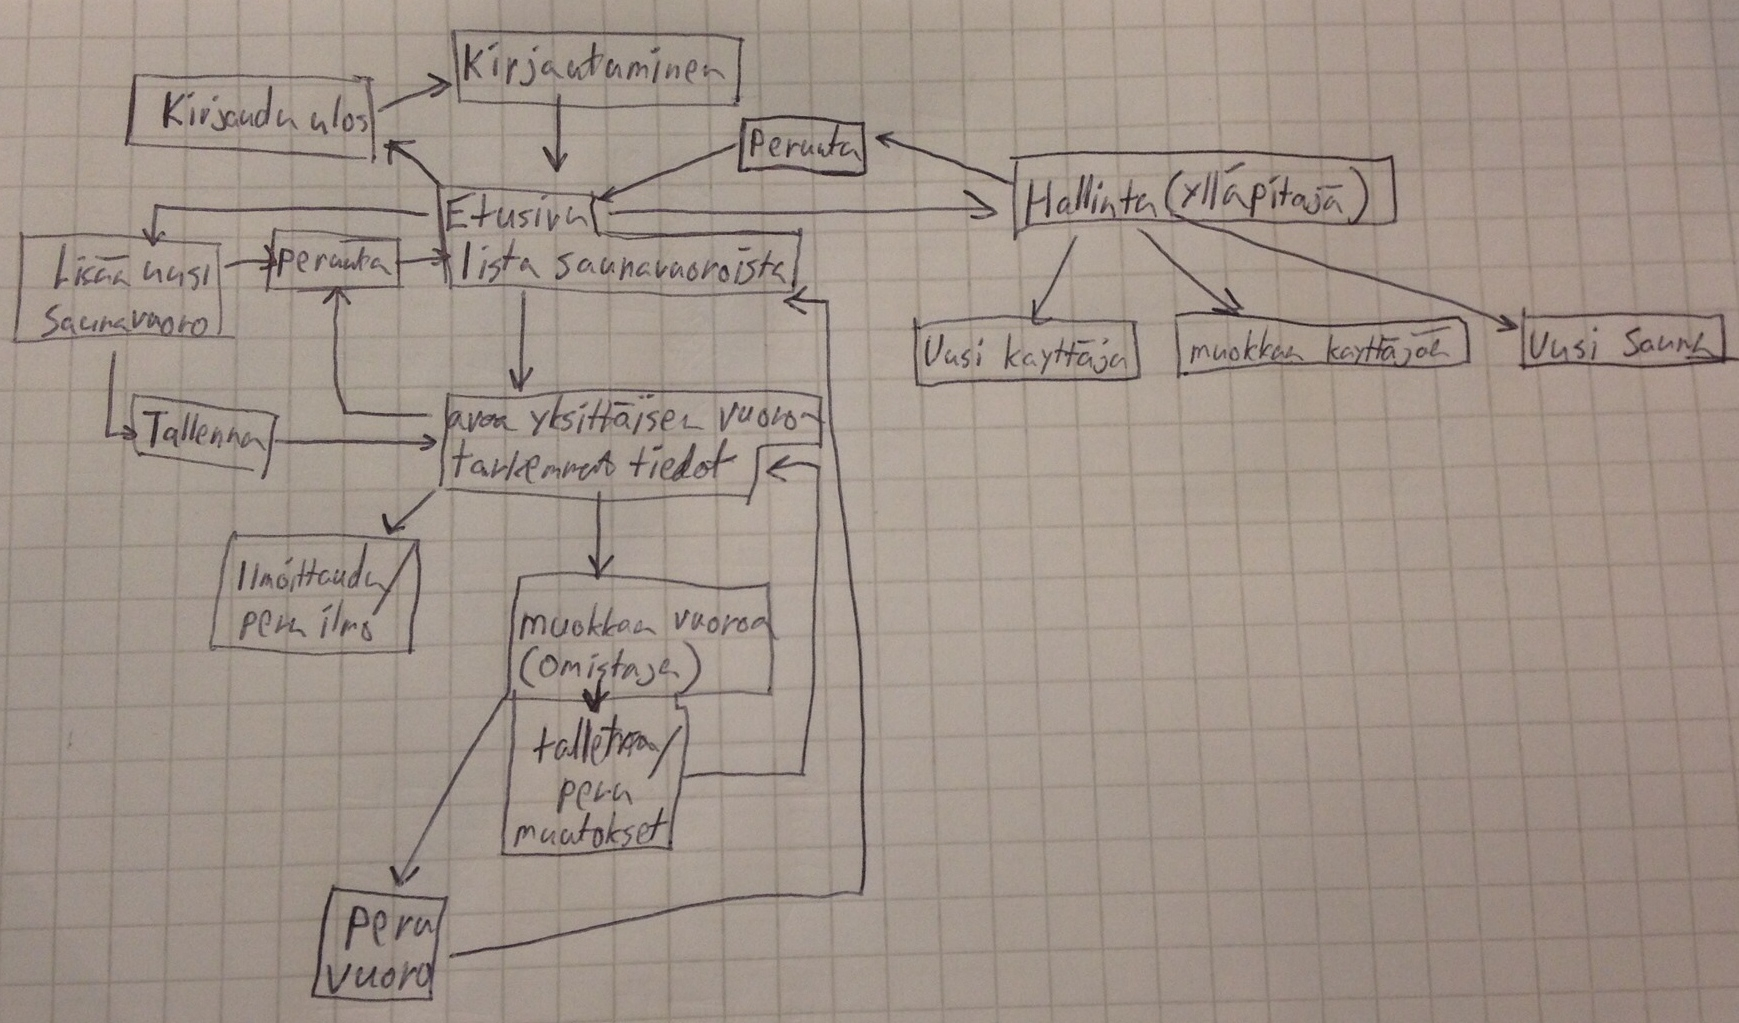 Kirjautuminen
Kirjaudu ulos
Peruuta
Hallinta (ylläpitäjä)
Etusivu
lista saunavuoroista
Lisää uusi
saunavuoro
peruuta
Uusi käyttäjä
muokkaa käyttäjää
Uusi sauna
Tallenna
avaa yksittäisen vuoron
tarkemmat tiedot
Ilmoittaudu/
peru ilmo
muokkaa vuoroa
(omistaja)
talleta/
peru
muutokset
peru
vuoro